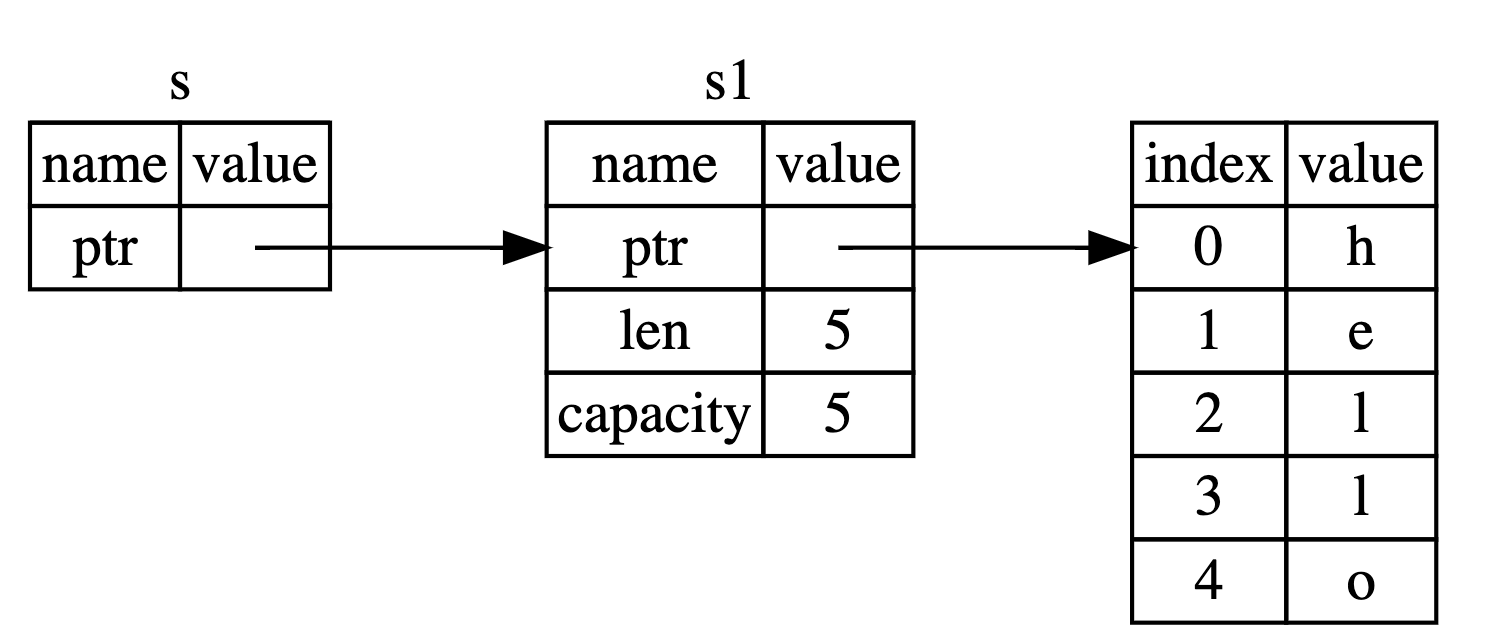 s
name value
ptr
s1
name value
ptr
len 5
capacity 5
index value
0 h
1 e
2 l
3 l
4 o